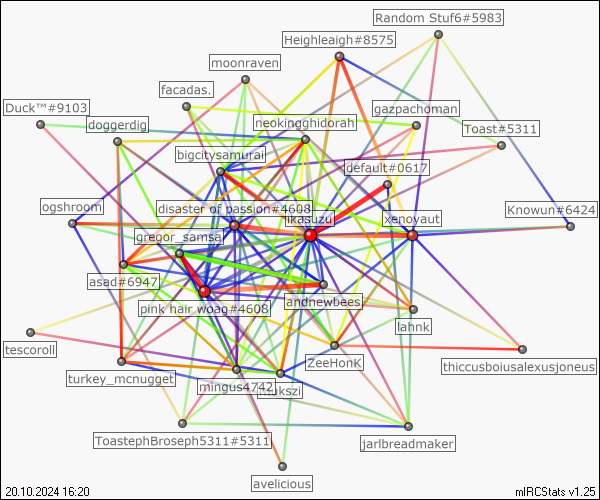 Random Stuf6#5983
Heighleaigh#8575
moonraven
facadas.
Duck™#9103
gazpachoman
neokingghidorah
doggerdig
Toast#5311
bigcitysamurai
default#0617
ogshroom
disaster of passion#4608
Knowun#6424
likasuzu
xenoyaut
gregor_samsa
asad#6947
andnewbees
pink hair woag#4608
lahnk
tescoroll
ZeeHonK
thiccusboiusalexusjoneus
turkey_mcnugget
mingus4742
mukszi
ToastephBroseph5311#5311
jarlbreadmaker
avelicious
20.10.2024 16:20
mIRCStats v1.25